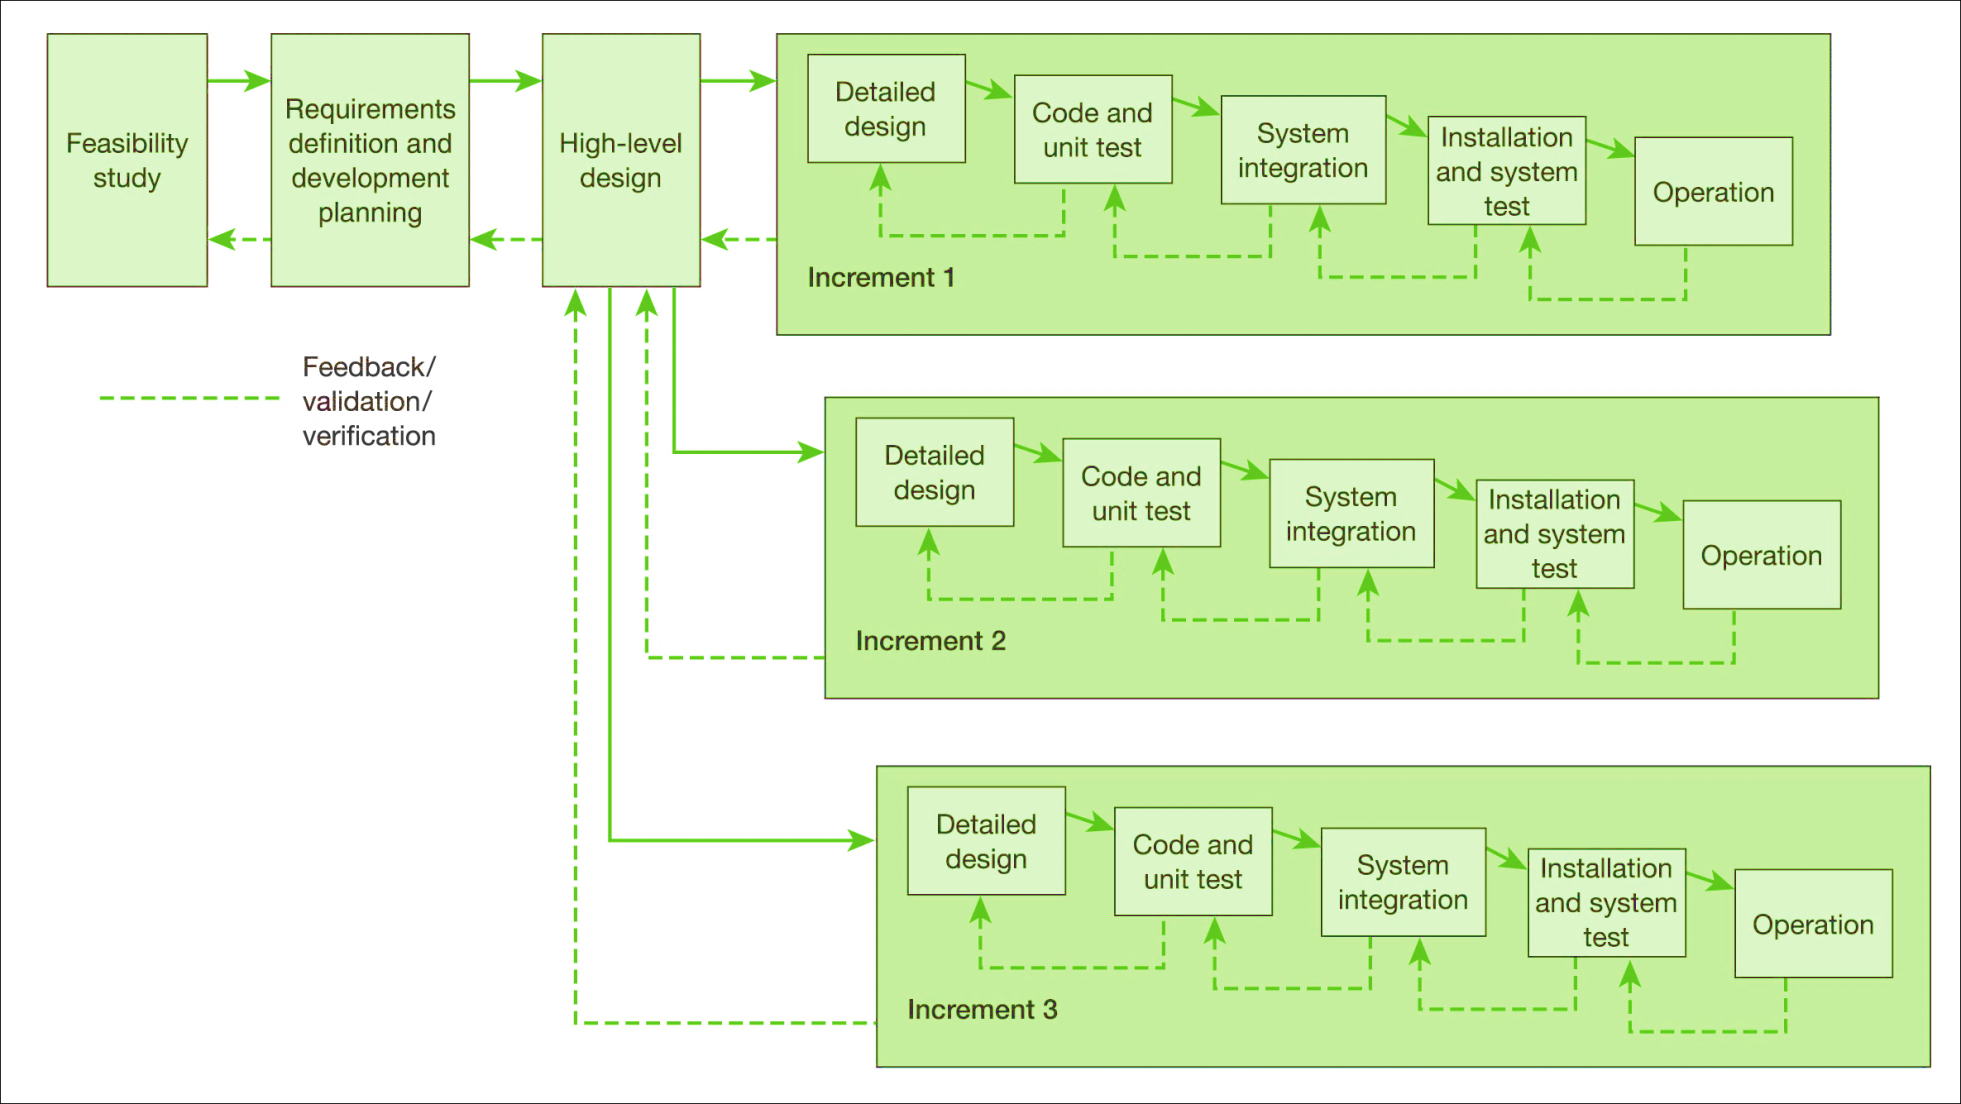 Feasibility
study
Requirements
definition and
development
planning
High-level
design
Detailed
design
Code and
unit test
System
integration
Installation
and system
test
Operation
Increment 1
Feedback/
validation/
verification
Detailed
design
Code and
unit test
System
integration
Installation
and system
test
Operation
Increment 2
Detailed
design
Code and
unit test
System
integration
Installation
and system
test
Operation
Increment 3